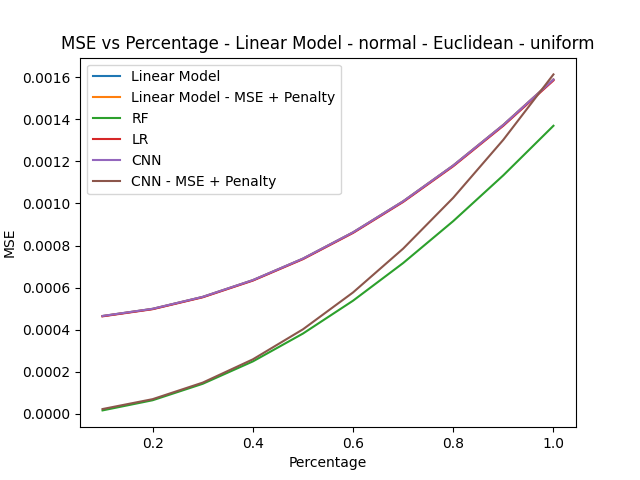 MSE vs Percentage - Linear Model - normal - Euclidean - uniform
Linear Model
Linear Model - MSE + Penalty
RF
LR
CNN
CNN - MSE + Penalty
MSE
0.0016
0.0014
0.0012
0.0010
0.0008
0.0006
0.0004
0.0002
0.0000
0.2 0.4 0.6 0.8 1.0
Percentage